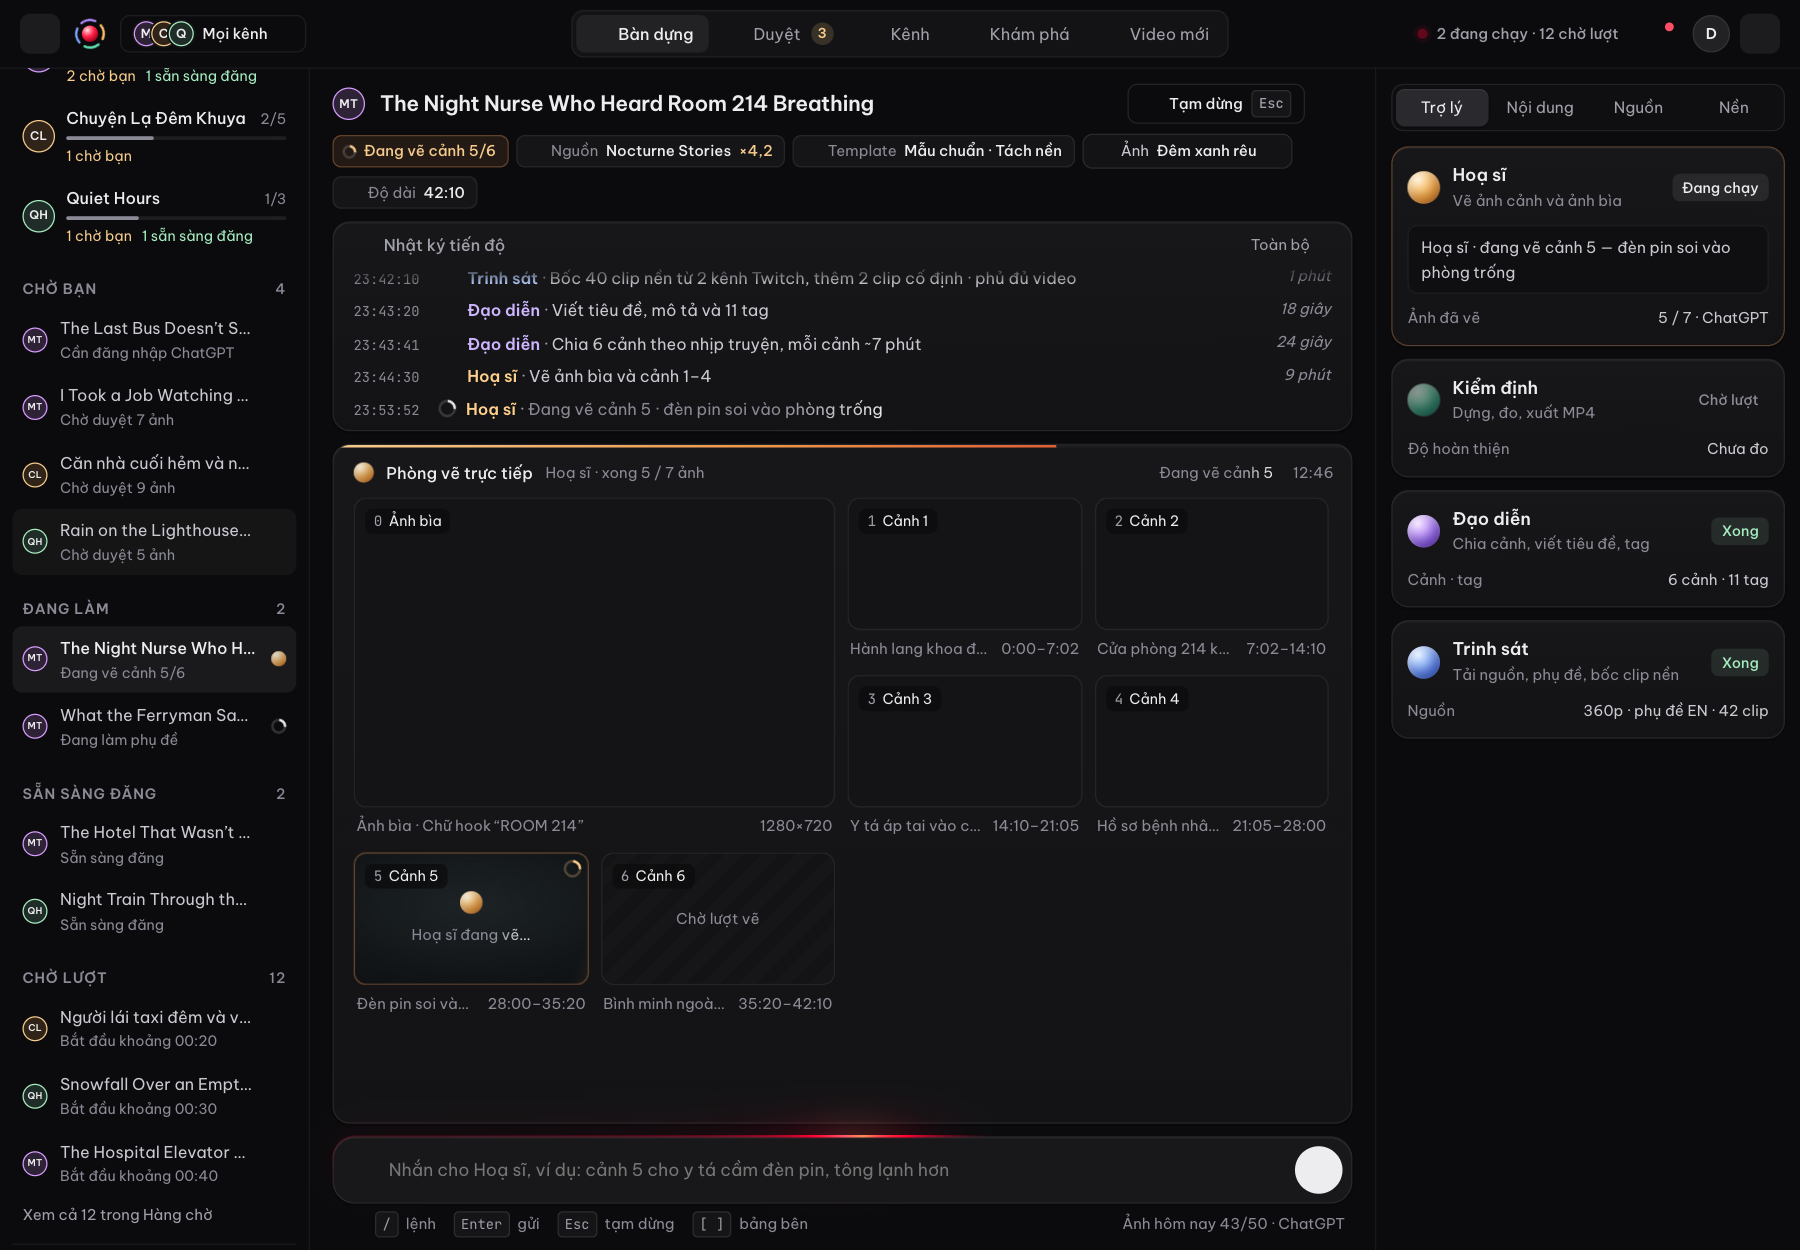 M C Q Mọi kênh
Bàn dựng
Duyệt 3
Kênh
Khám phá
Video mới
2 đang chạy · 12 chờ lượt
D
2 chờ bạn 1 sẵn sàng đăng
CL Chuyện Lạ Đêm Khuya 2/5
1 chờ bạn
QH Quiet Hours 1/3
1 chờ bạn 1 sẵn sàng đăng
CHỜ BẠN 4
MT The Last Bus Doesn’t S...
Cần đăng nhập ChatGPT
MT I Took a Job Watching ...
Chờ duyệt 7 ảnh
CL Căn nhà cuối hẻm và n...
Chờ duyệt 9 ảnh
QH Rain on the Lighthouse...
Chờ duyệt 5 ảnh
ĐANG LÀM 2
MT The Night Nurse Who H...
Đang vẽ cảnh 5/6
MT What the Ferryman Sa...
Đang làm phụ đề
SẴN SÀNG ĐĂNG 2
MT The Hotel That Wasn’t ...
Sẵn sàng đăng
QH Night Train Through th...
Sẵn sàng đăng
CHỜ LƯỢT 12
CL Người lái taxi đêm và v...
Bắt đầu khoảng 00:20
QH Snowfall Over an Empt...
Bắt đầu khoảng 00:30
MT The Hospital Elevator ...
Bắt đầu khoảng 00:40
Xem cả 12 trong Hàng chờ
MT The Night Nurse Who Heard Room 214 Breathing
Tạm dừng Esc
Đang vẽ cảnh 5/6
Nguồn Nocturne Stories ×4,2
Template Mẫu chuẩn · Tách nền
Ảnh Đêm xanh rêu
Độ dài 42:10
Nhật ký tiến độ Toàn bộ
23:42:10 Trinh sát · Bốc 40 clip nền từ 2 kênh Twitch, thêm 2 clip cố định · phủ đủ video 1 phút
23:43:20 Đạo diễn · Viết tiêu đề, mô tả và 11 tag 18 giây
23:43:41 Đạo diễn · Chia 6 cảnh theo nhịp truyện, mỗi cảnh ~7 phút 24 giây
23:44:30 Hoạ sĩ · Vẽ ảnh bìa và cảnh 1–4 9 phút
23:53:52 Hoạ sĩ · Đang vẽ cảnh 5 · đèn pin soi vào phòng trống
Phòng vẽ trực tiếp Hoạ sĩ · xong 5 / 7 ảnh Đang vẽ cảnh 5 12:46
0 Ảnh bìa
1 Cảnh 1
2 Cảnh 2
Hành lang khoa đ... 0:00–7:02
Cửa phòng 214 k... 7:02–14:10
3 Cảnh 3
4 Cảnh 4
Ảnh bìa · Chữ hook “ROOM 214” 1280×720
Y tá áp tai vào c... 14:10–21:05
Hồ sơ bệnh nhâ... 21:05–28:00
5 Cảnh 5
Hoạ sĩ đang vẽ...
6 Cảnh 6
Chờ lượt vẽ
Đèn pin soi và... 28:00–35:20
Bình minh ngoà... 35:20–42:10
Nhắn cho Hoạ sĩ, ví dụ: cảnh 5 cho y tá cầm đèn pin, tông lạnh hơn
/ lệnh Enter gửi Esc tạm dừng [ ] bảng bên
Ảnh hôm nay 43/50 · ChatGPT
Trợ lý
Nội dung
Nguồn
Nền
Hoạ sĩ
Vẽ ảnh cảnh và ảnh bìa
Đang chạy
Hoạ sĩ · đang vẽ cảnh 5 — đèn pin soi vào
phòng trống
Ảnh đã vẽ 5 / 7 · ChatGPT
Kiểm định
Dựng, đo, xuất MP4
Chờ lượt
Độ hoàn thiện Chưa đo
Đạo diễn
Chia cảnh, viết tiêu đề, tag
Xong
Cảnh · tag 6 cảnh · 11 tag
Trinh sát
Tải nguồn, phụ đề, bốc clip nền
Xong
Nguồn 360p · phụ đề EN · 42 clip